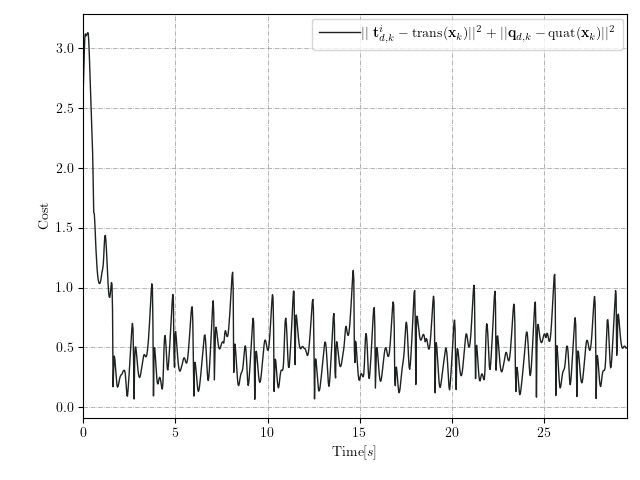 || t^i_{d,k} − trans(x_k)||² + ||q_{d,k} − quat(x_k)||²
3.0
2.5
2.0
1.5
1.0
0.5
0.0
Cost
0 5 10 15 20 25
Time[s]